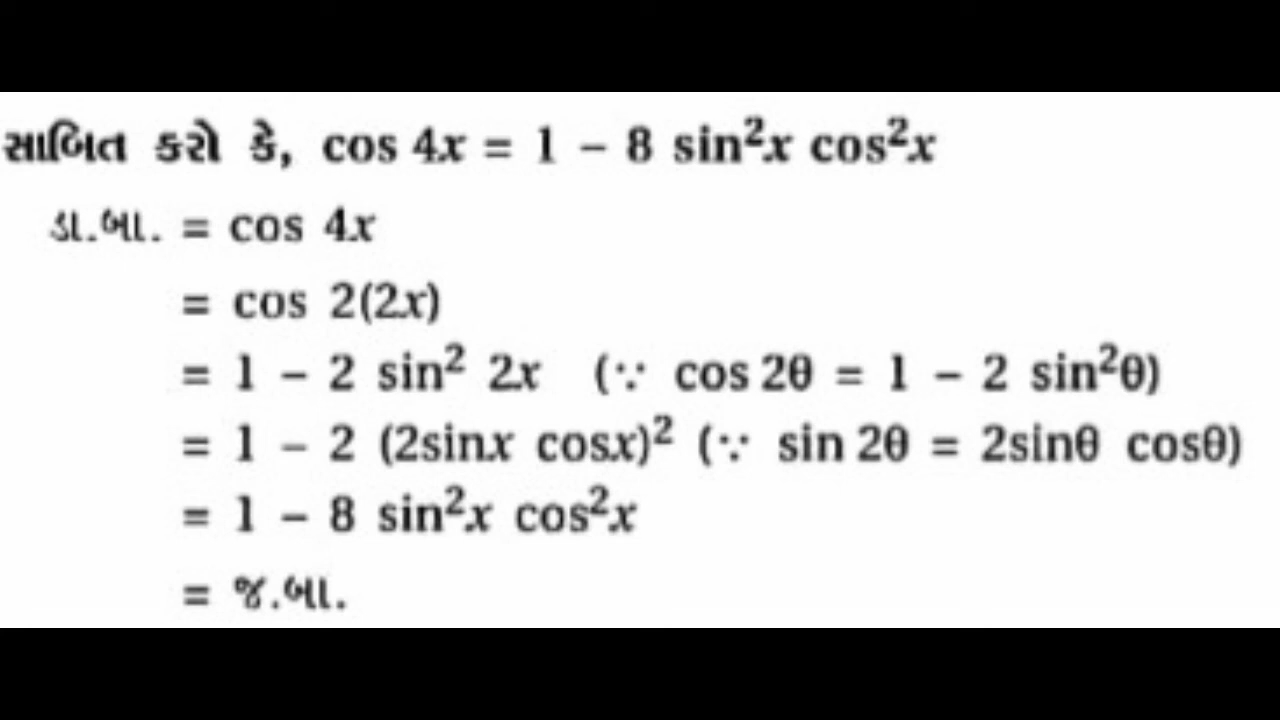 સાબિત કરો કે, cos 4x = 1 – 8 sin²x cos²x
ડા.બા. = cos 4x
= cos 2(2x)
= 1 – 2 sin² 2x (∵ cos 2θ = 1 – 2 sin²θ)
= 1 – 2 (2sinx cosx)² (∵ sin 2θ = 2sinθ cosθ)
= 1 – 8 sin²x cos²x
= જ.બા.